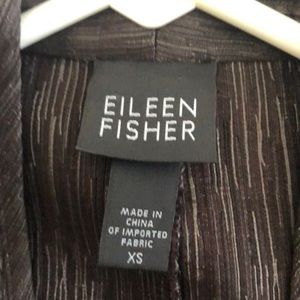 EILEEN
FISHER
MADE IN
CHINA
OF IMPORTED
FABRIC
XS